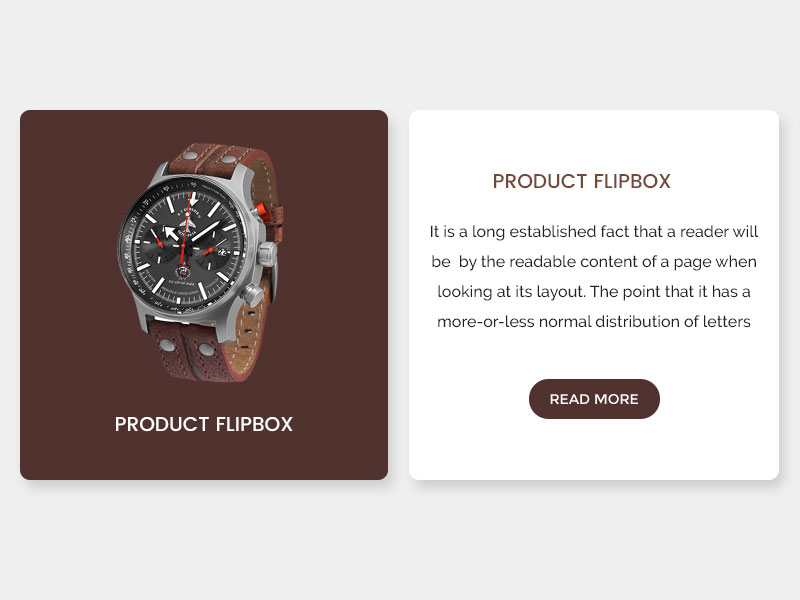 PRODUCT FLIPBOX
PRODUCT FLIPBOX
It is a long established fact that a reader will
be  by the readable content of a page when
looking at its layout. The point that it has a
more-or-less normal distribution of letters
READ MORE